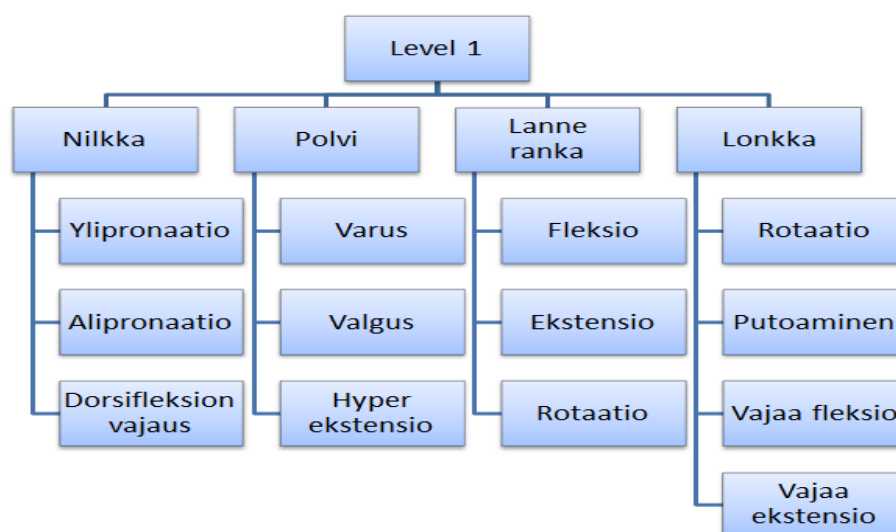 Level 1
Nilkka
Ylipronaatio
Alipronaatio
Dorsifleksion
vajaus
Polvi
Varus
Valgus
Hyper
ekstensio
Lanne
ranka
Fleksio
Ekstensio
Rotaatio
Lonkka
Rotaatio
Putoaminen
Vajaa fleksio
Vajaa
ekstensio